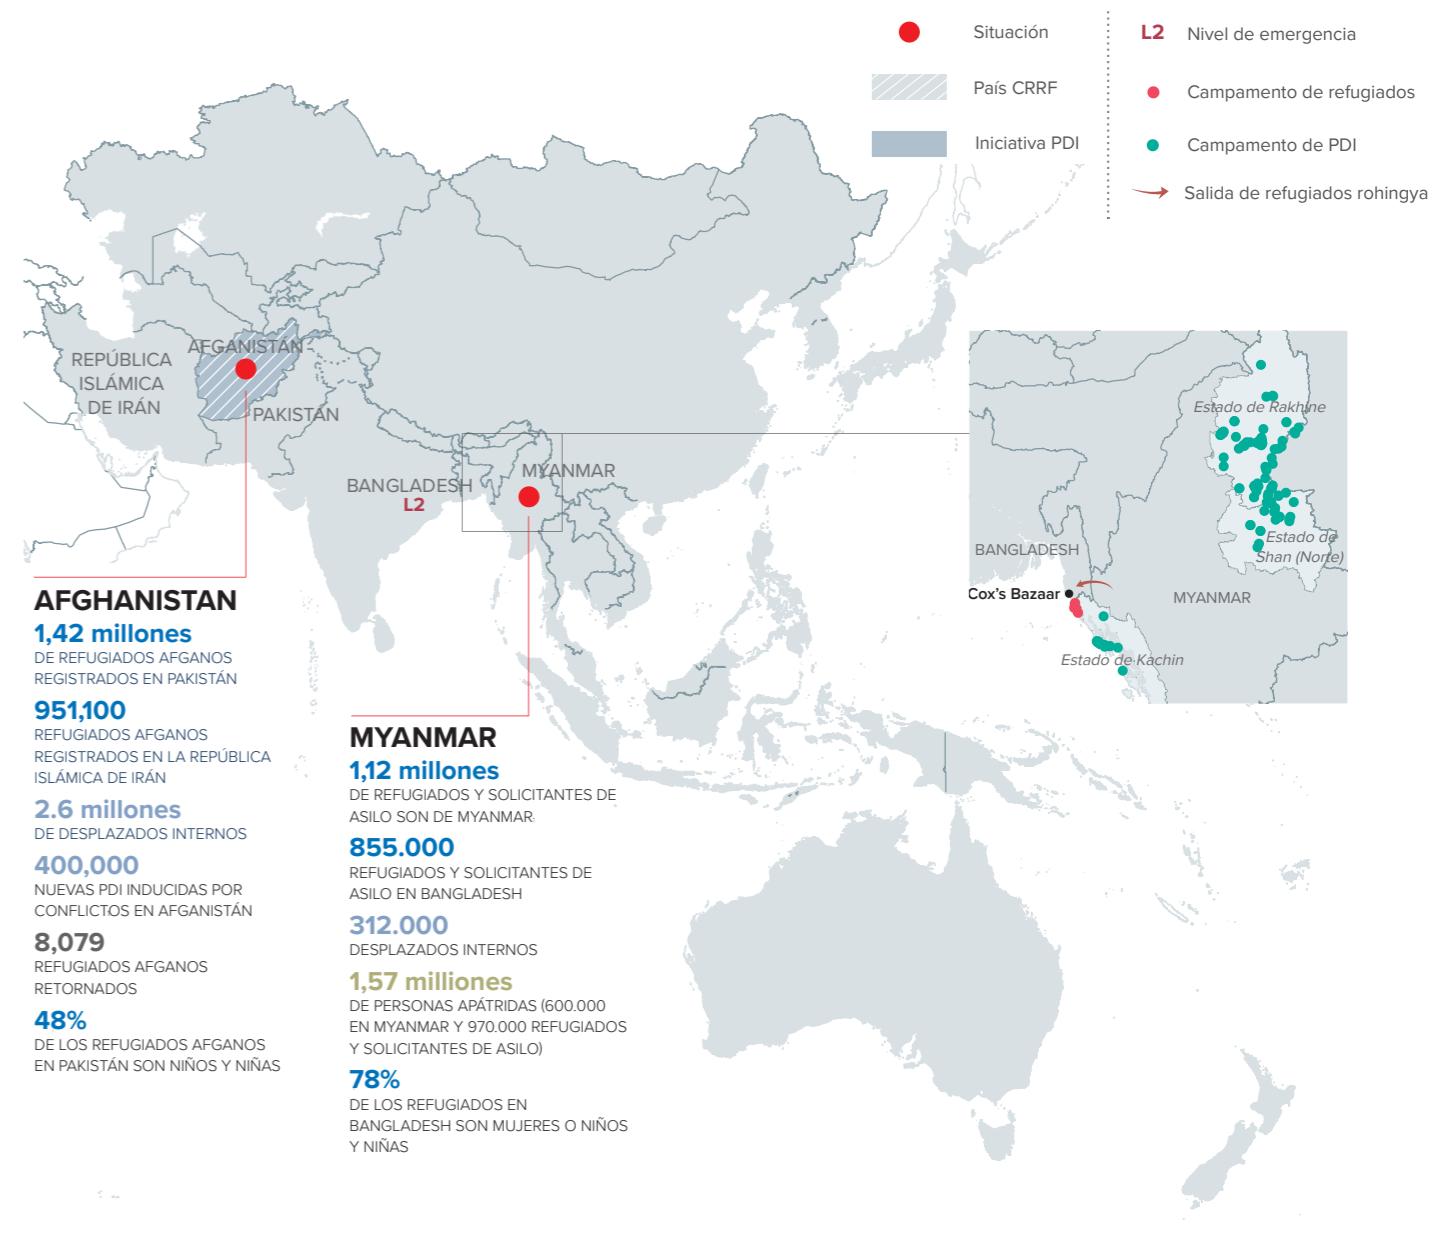 Situación
País CRRF
Iniciativa PDI
L2 Nivel de emergencia
Campamento de refugiados
Campamento de PDI
Salida de refugiados rohingya
AFGANISTÁN
REPÚBLICA
ISLÁMICA
DE IRÁN
PAKISTÁN
MYANMAR
BANGLADESH
L2
Estado de Rakhine
Estado de
Shan (Norte)
BANGLADESH
Cox's Bazaar
MYANMAR
Estado de Kachin
AFGHANISTAN
1,42 millones
DE REFUGIADOS AFGANOS
REGISTRADOS EN PAKISTÁN
951,100
REFUGIADOS AFGANOS
REGISTRADOS EN LA REPÚBLICA
ISLÁMICA DE IRÁN
2.6 millones
DE DESPLAZADOS INTERNOS
400,000
NUEVAS PDI INDUCIDAS POR
CONFLICTOS EN AFGANISTÁN
8,079
REFUGIADOS AFGANOS
RETORNADOS
48%
DE LOS REFUGIADOS AFGANOS
EN PAKISTÁN SON NIÑOS Y NIÑAS
MYANMAR
1,12 millones
DE REFUGIADOS Y SOLICITANTES DE
ASILO SON DE MYANMAR
855.000
REFUGIADOS Y SOLICITANTES DE
ASILO EN BANGLADESH
312.000
DESPLAZADOS INTERNOS
1,57 milliones
DE PERSONAS APÁTRIDAS (600.000
EN MYANMAR Y 970.000 REFUGIADOS
Y SOLICITANTES DE ASILO)
78%
DE LOS REFUGIADOS EN
BANGLADESH SON MUJERES O NIÑOS
Y NIÑAS